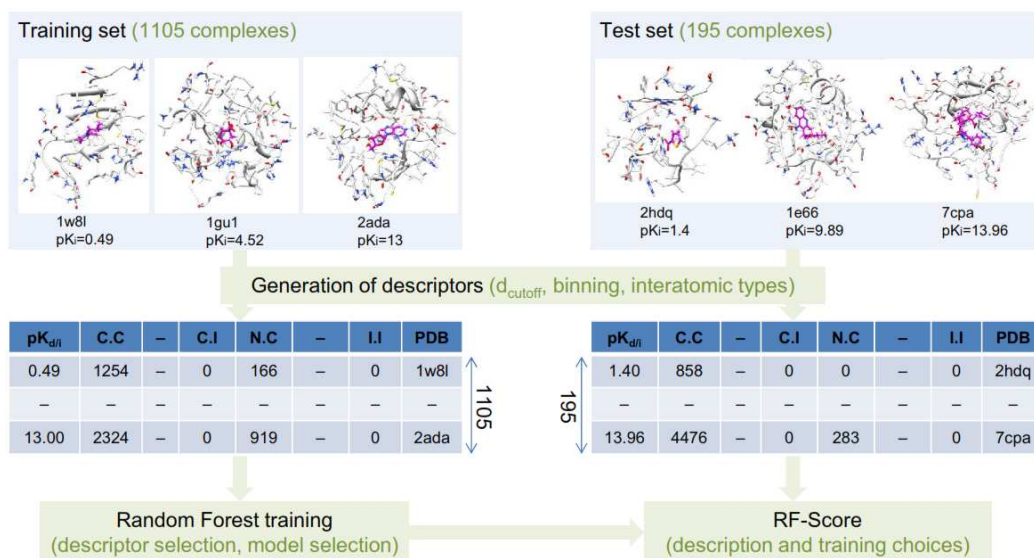 Training set (1105 complexes)
Test set (195 complexes)
1w8l
pKi=0.49
1gu1
pKi=4.52
2ada
pKi=13
2hdq
pKi=1.4
1e66
pKi=9.89
7cpa
pKi=13.96
Generation of descriptors (dcutoff, binning, interatomic types)
pKd/i C.C – C.I N.C – I.I PDB
0.49 1254 – 0 166 – 0 1w8l
– – – – – – – –
13.00 2324 – 0 919 – 0 2ada
1105
195
pKd/i C.C – C.I N.C – I.I PDB
1.40 858 – 0 0 – 0 2hdq
– – – – – – – –
13.96 4476 – 0 283 – 0 7cpa
Random Forest training
(descriptor selection, model selection)
RF-Score
(description and training choices)